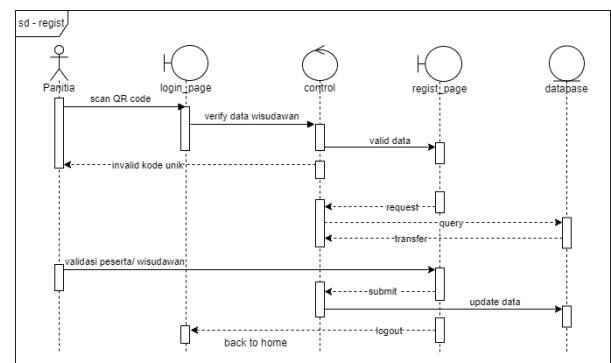 sd - regist
Panitia
login_page
control
regist_page
database
scan QR code
verify data wisudawan
valid data
invalid kode unik
request
query
transfer
validasi peserta/ wisudawan
submit
update data
logout
back to home